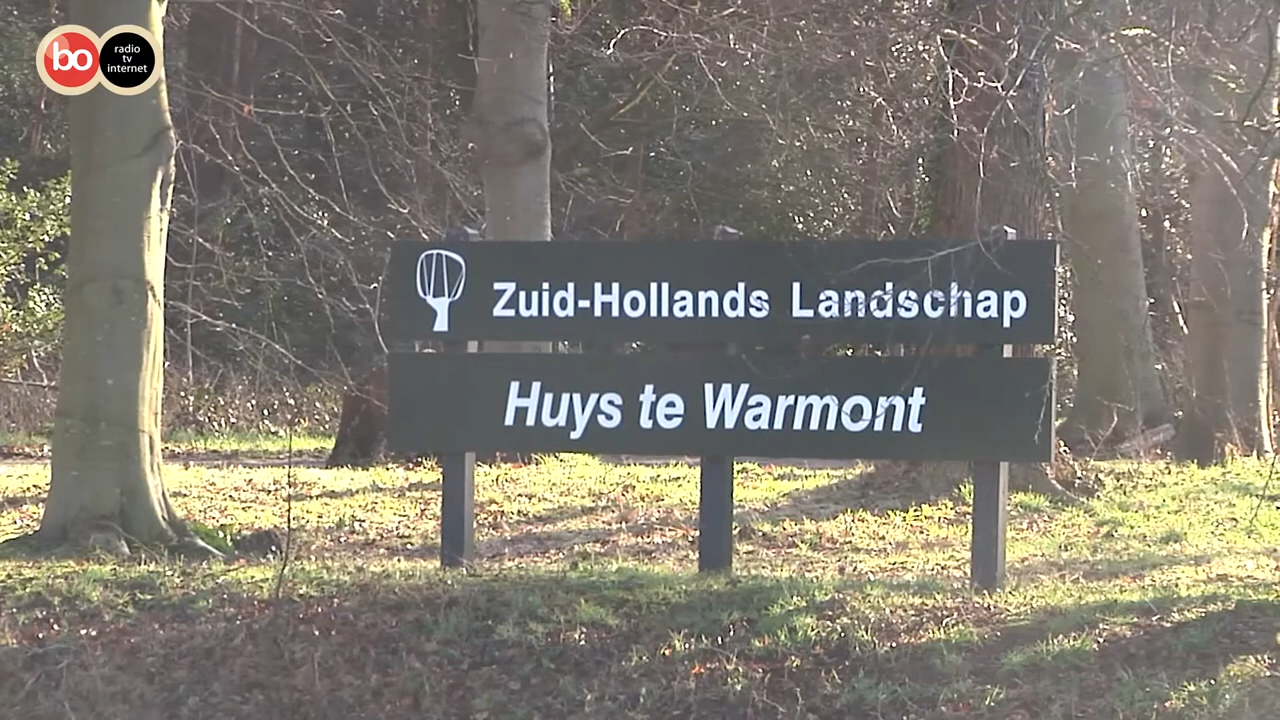 bo
radio
tv
internet
Zuid-Hollands Landschap
Huys te Warmont